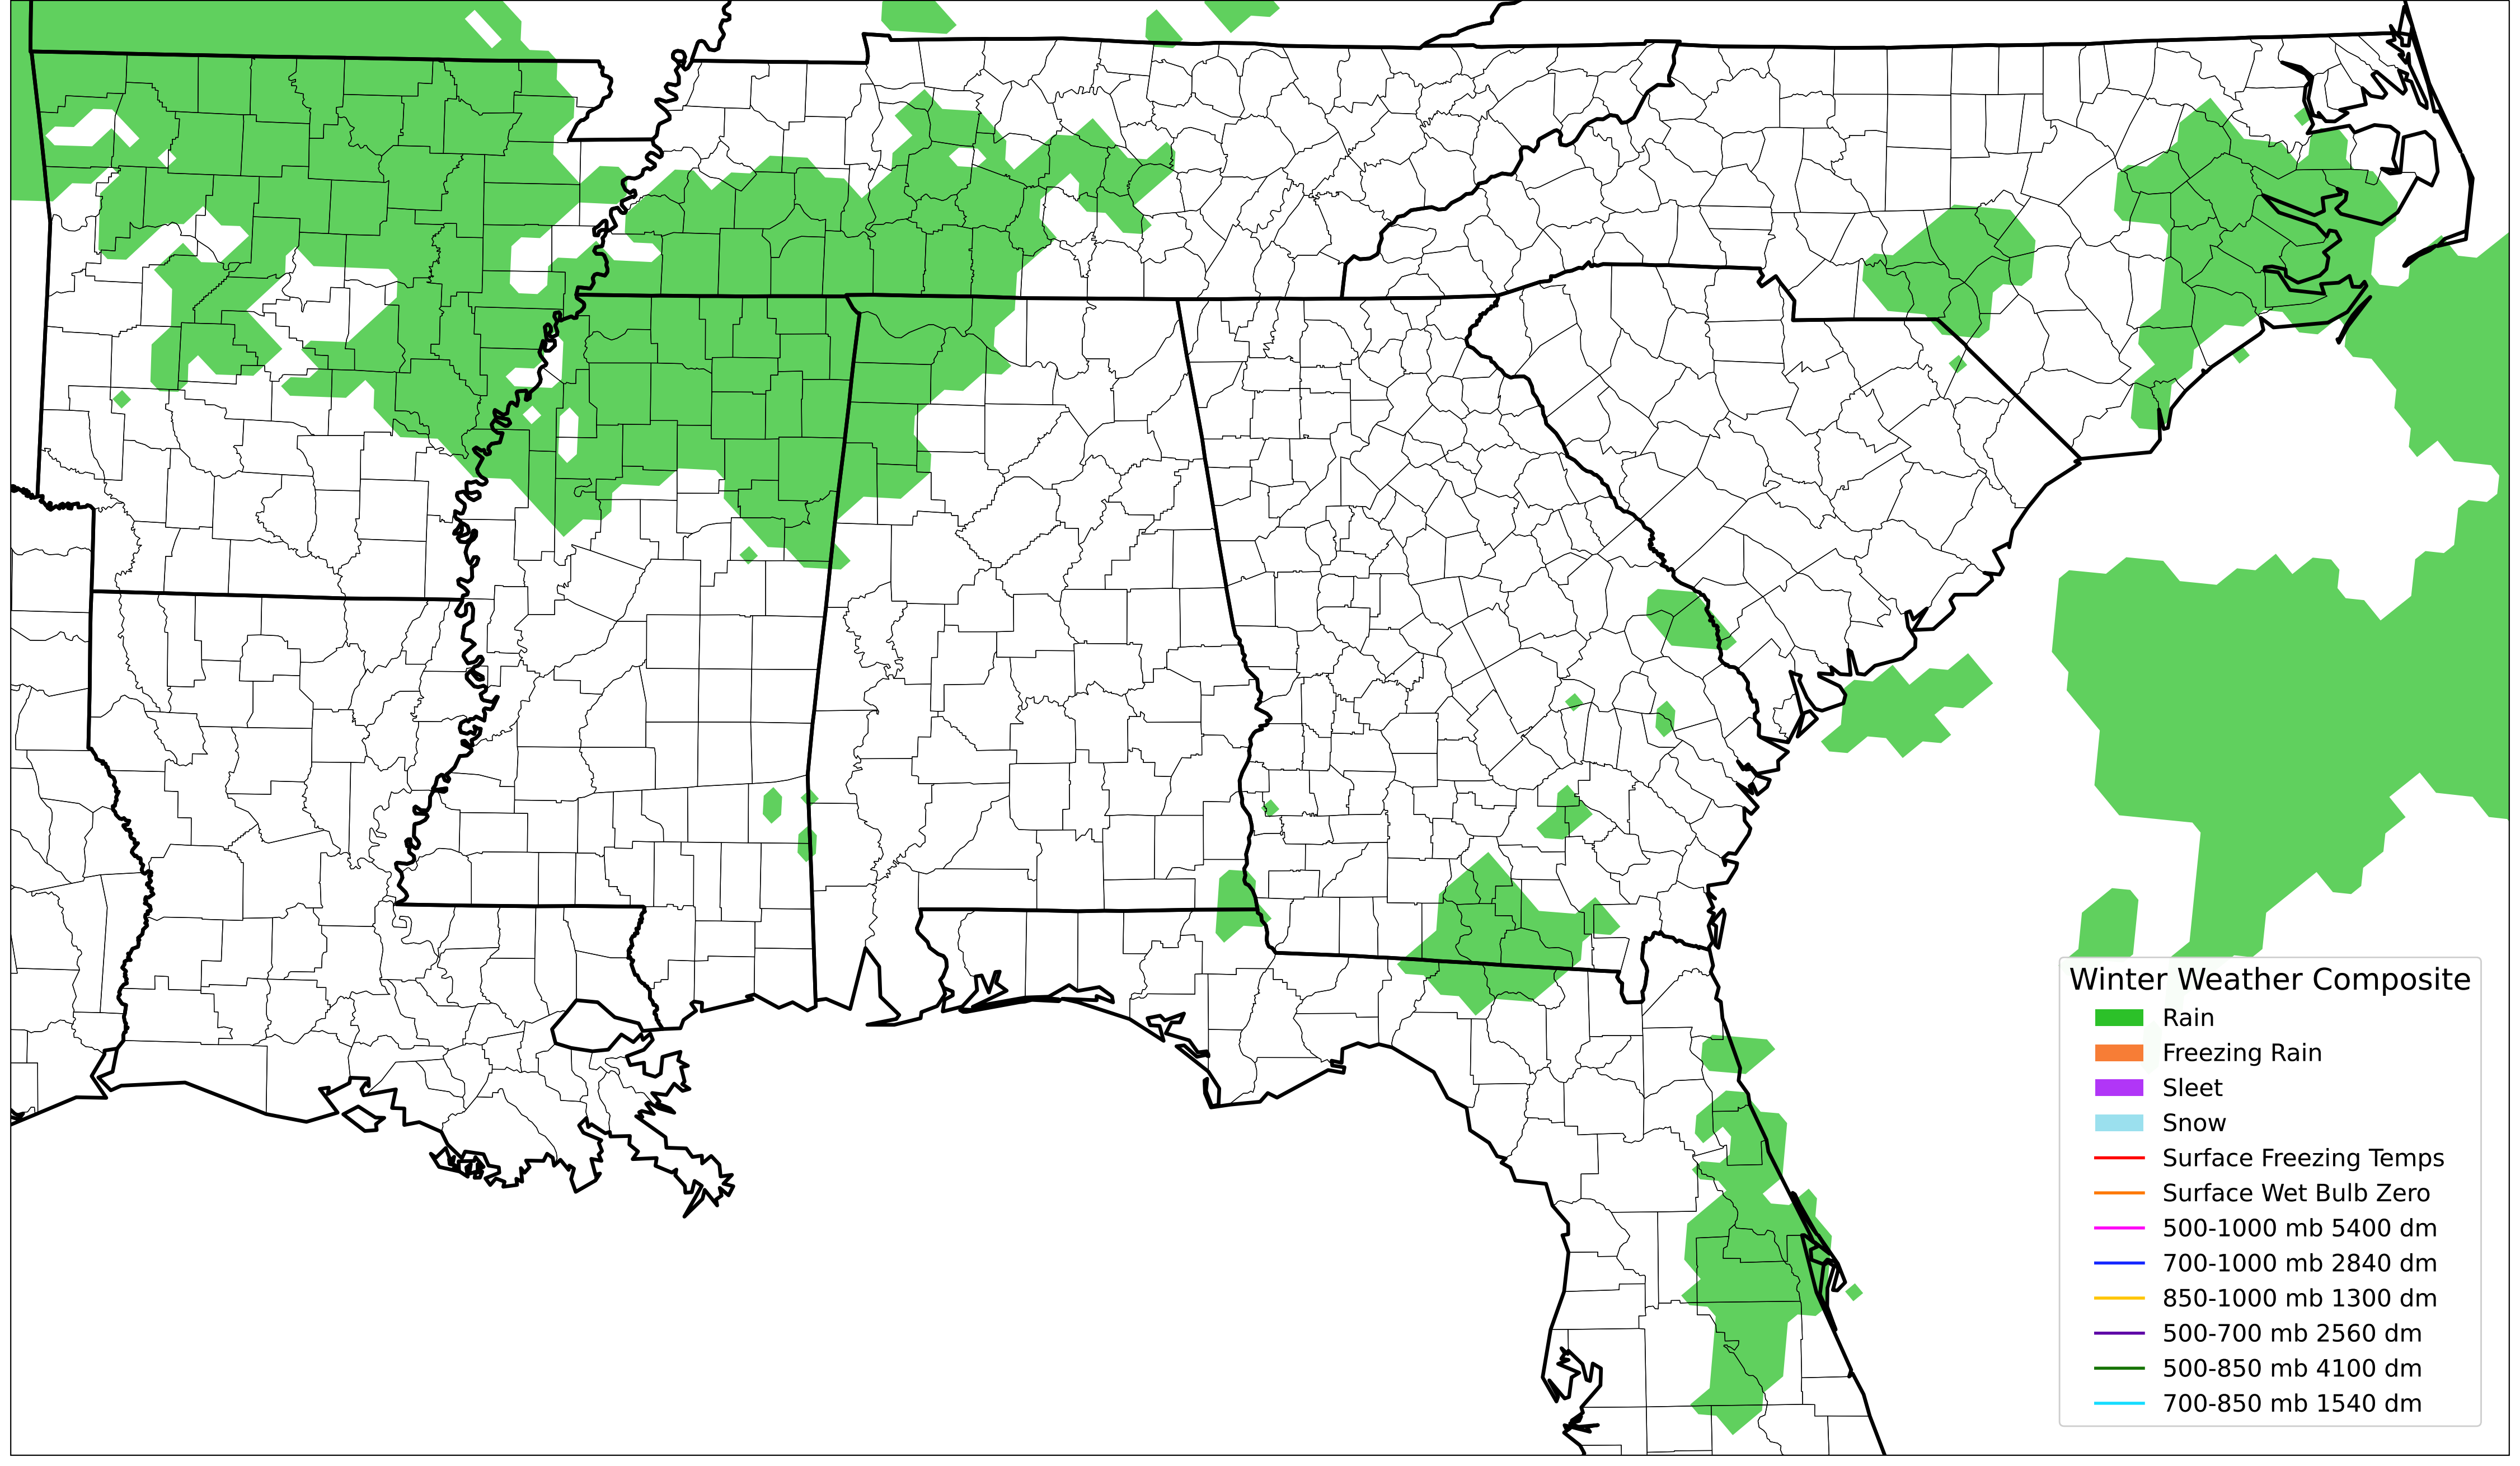 Winter Weather Composite
Rain
Freezing Rain
Sleet
Snow
Surface Freezing Temps
Surface Wet Bulb Zero
500-1000 mb 5400 dm
700-1000 mb 2840 dm
850-1000 mb 1300 dm
500-700 mb 2560 dm
500-850 mb 4100 dm
700-850 mb 1540 dm